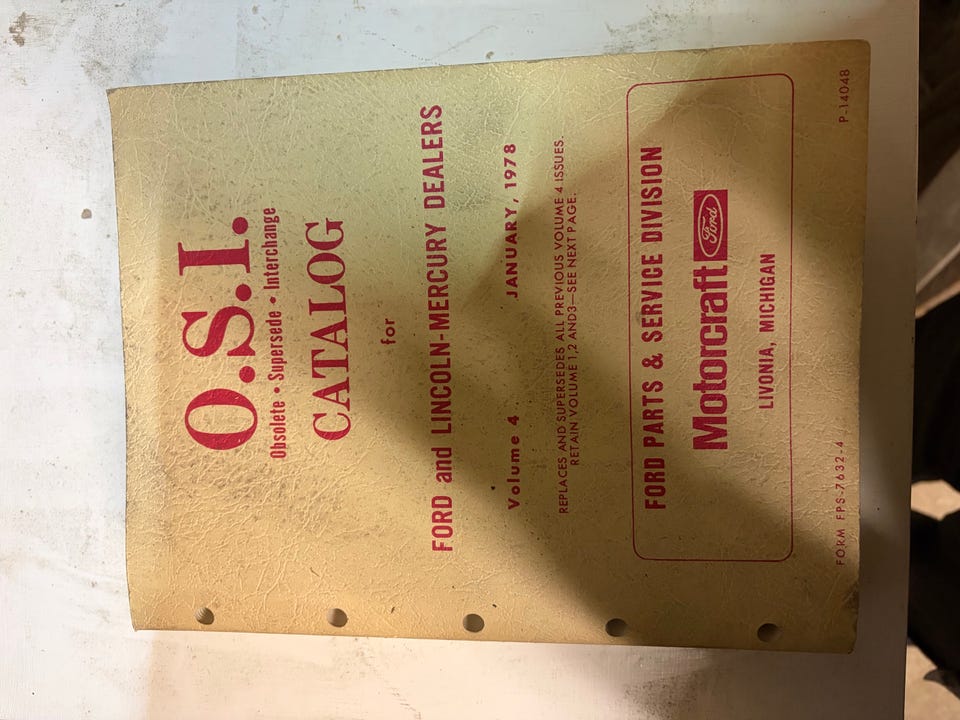 O.S.I.
Obsolete • Supersede • Interchange
CATALOG
for
FORD and LINCOLN-MERCURY DEALERS
Volume 4 JANUARY, 1978
REPLACES AND SUPERSEDES ALL PREVIOUS VOLUME 4 ISSUES.
RETAIN VOLUME 1,2 AND3—SEE NEXT PAGE.
FORD PARTS & SERVICE DIVISION
Motorcraft Ford
LIVONIA, MICHIGAN
FORM FPS-7632-4 P-14048